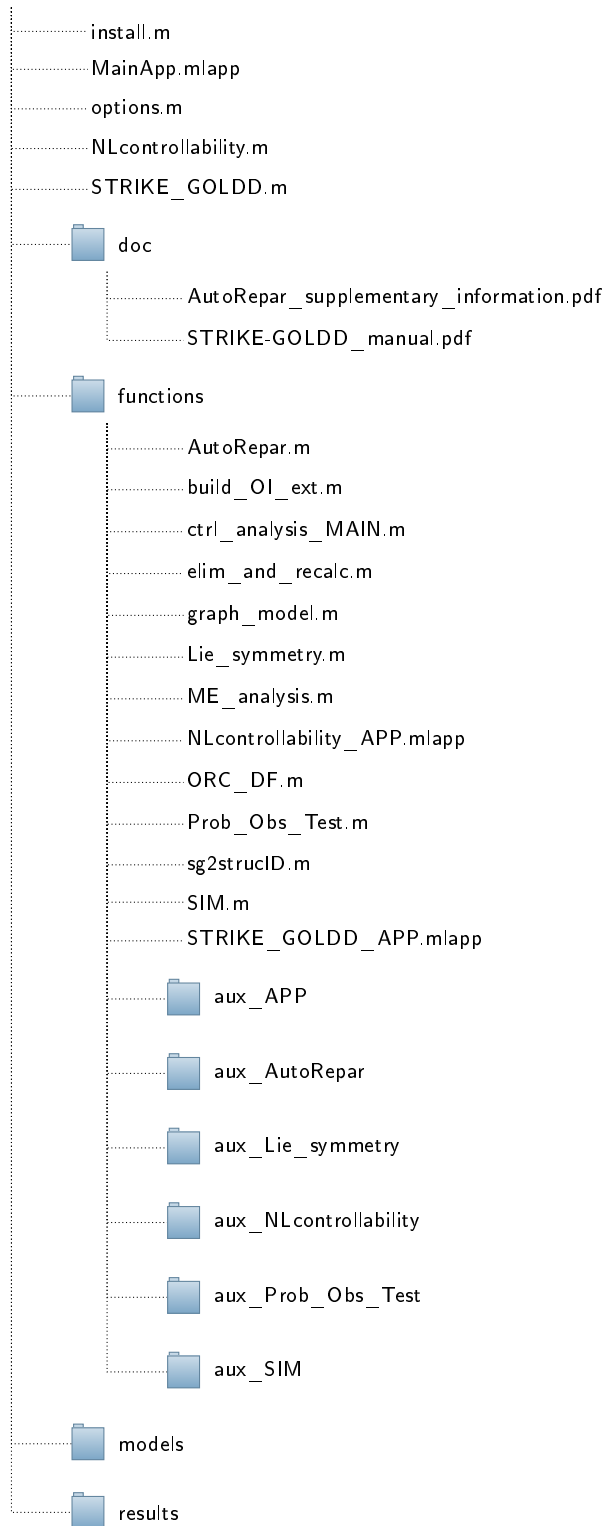 install.m
MainApp.mlapp
options.m
NLcontrollability.m
STRIKE_GOLDD.m
doc
AutoRepar_supplementary_information.pdf
STRIKE-GOLDD_manual.pdf
functions
AutoRepar.m
build_OI_ext.m
ctrl_analysis_MAIN.m
elim_and_recalc.m
graph_model.m
Lie_symmetry.m
ME_analysis.m
NLcontrollability_APP.mlapp
ORC_DF.m
Prob_Obs_Test.m
sg2strucID.m
SIM.m
STRIKE_GOLDD_APP.mlapp
aux_APP
aux_AutoRepar
aux_Lie_symmetry
aux_NLcontrollability
aux_Prob_Obs_Test
aux_SIM
models
results